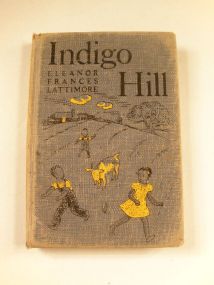 Indigo
ELEANOR
FRANCES
LATTIMORE
Hill